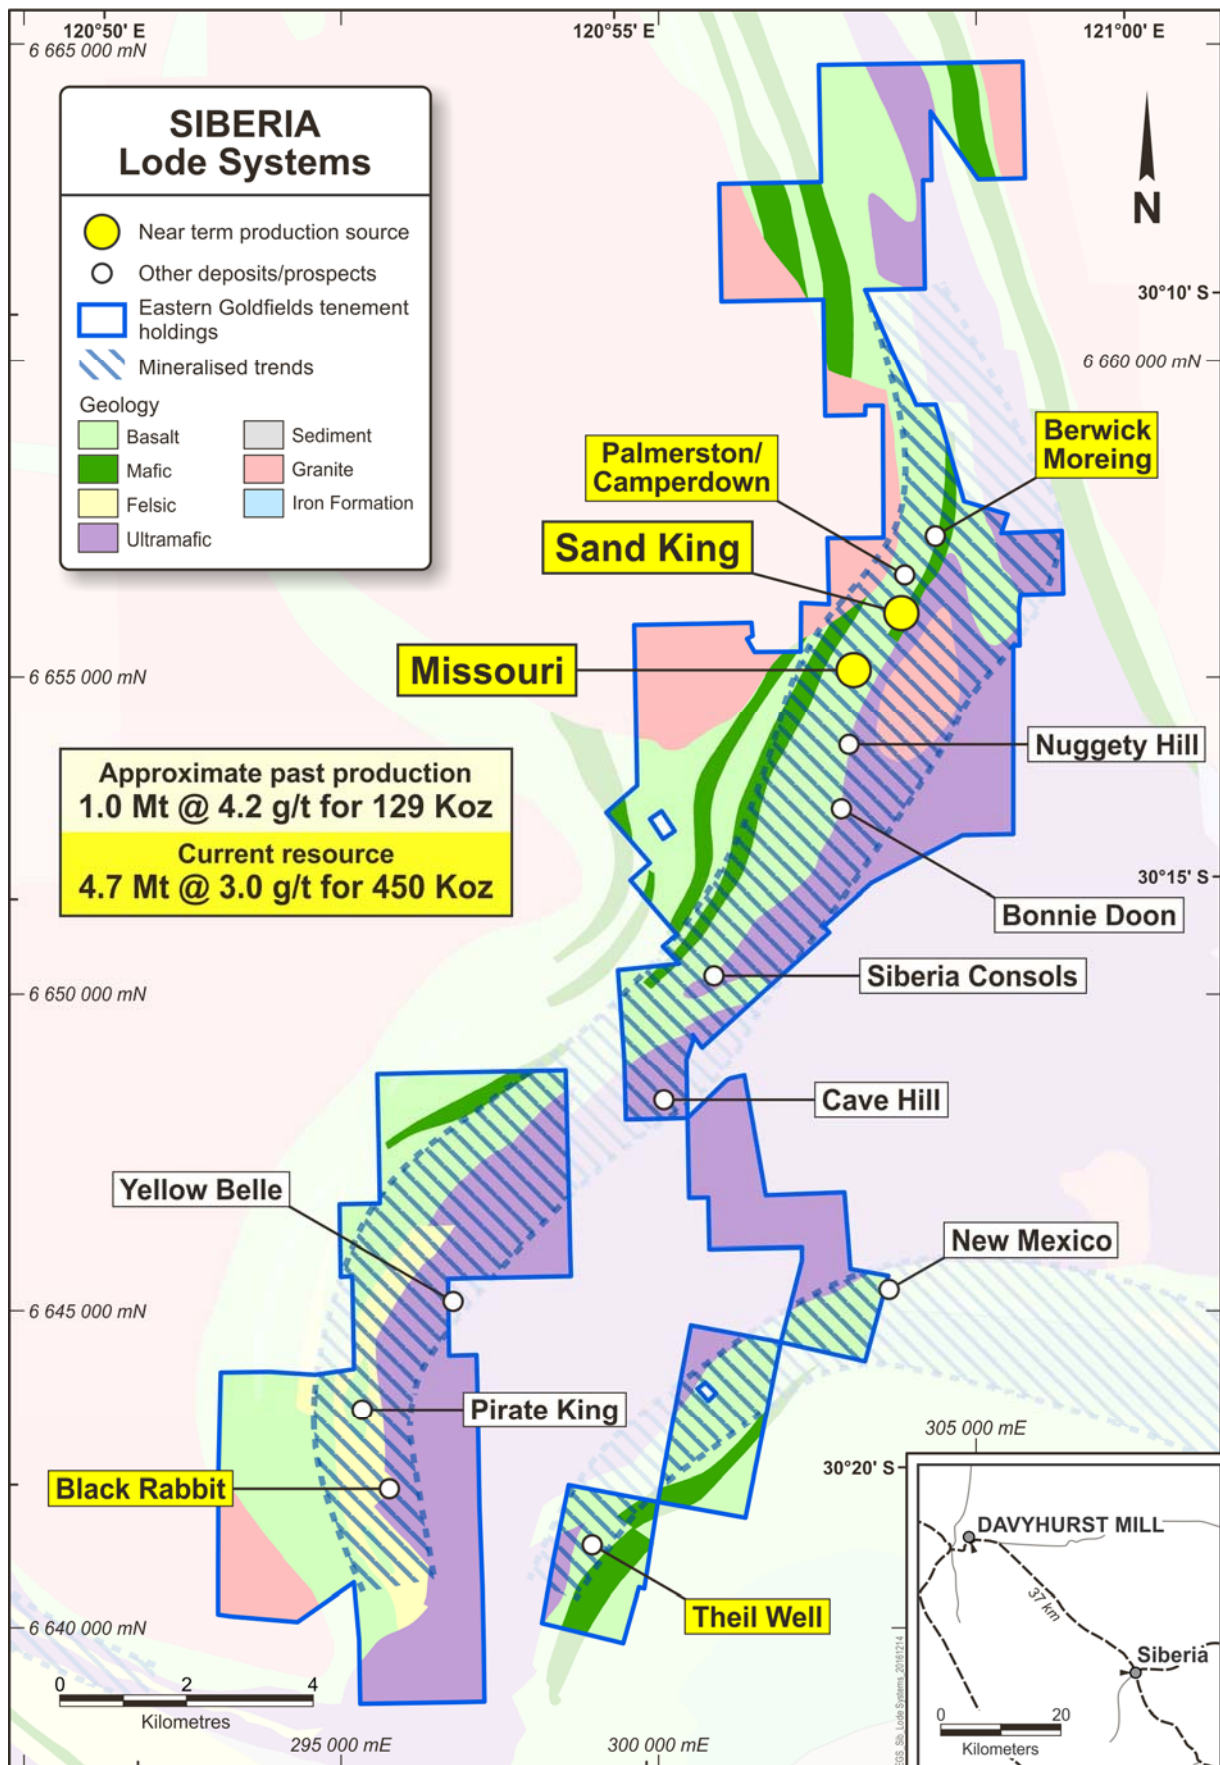 120°50' E
120°55' E
121°00' E
6 665 000 mN
SIBERIA
Lode Systems
Near term production source
Other deposits/prospects
Eastern Goldfields tenement
holdings
Mineralised trends
Geology
Basalt
Sediment
Mafic
Granite
Felsic
Iron Formation
Ultramafic
N
30°10' S
6 660 000 mN
Berwick
Moreing
Palmerston/
Camperdown
Sand King
Missouri
6 655 000 mN
Nuggety Hill
Approximate past production
1.0 Mt @ 4.2 g/t for 129 Koz
Current resource
4.7 Mt @ 3.0 g/t for 450 Koz
30°15' S
Bonnie Doon
Siberia Consols
6 650 000 mN
Cave Hill
Yellow Belle
New Mexico
6 645 000 mN
Pirate King
305 000 mE
30°20' S
Black Rabbit
DAVYHURST MILL
37 km
Theil Well
6 640 000 mN
Siberia
EGS_Sib_Lode Systems_20161214
0 2 4
Kilometres
0 20
Kilometers
295 000 mE
300 000 mE